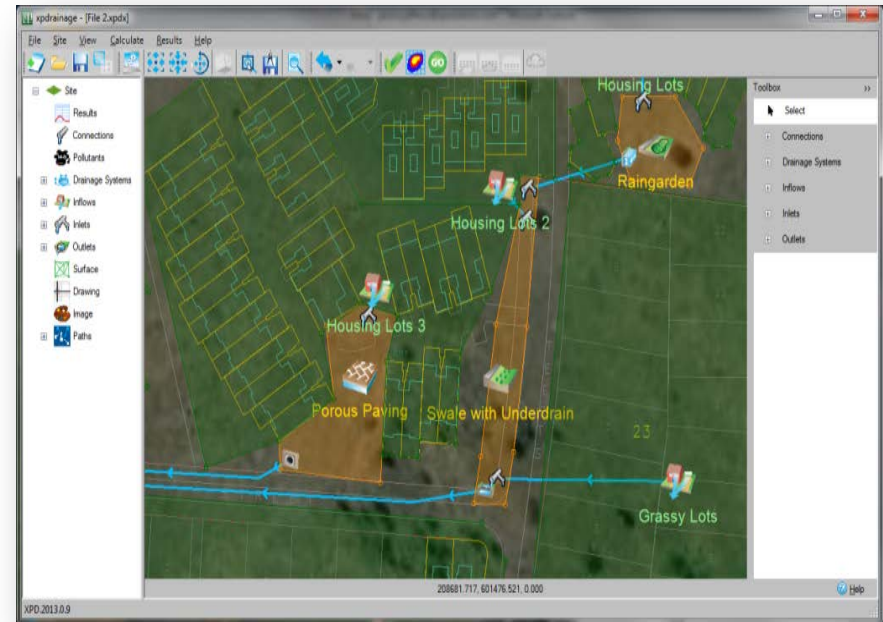 xpdrainage - [File 2.xpdx]
File Site View Calculate Results Help
Site
Results
Connections
Pollutants
Drainage Systems
Inflows
Inlets
Outlets
Surface
Drawing
Image
Paths
GO
Housing Lots
Raingarden
Housing Lots 2
Housing Lots 3
Porous Paving
Swale with Underdrain
23
Grassy Lots
Toolbox
Select
Connections
Drainage Systems
Inflows
Inlets
Outlets
208681.717, 601476.521, 0.000
Help
XPD.2013.0.9